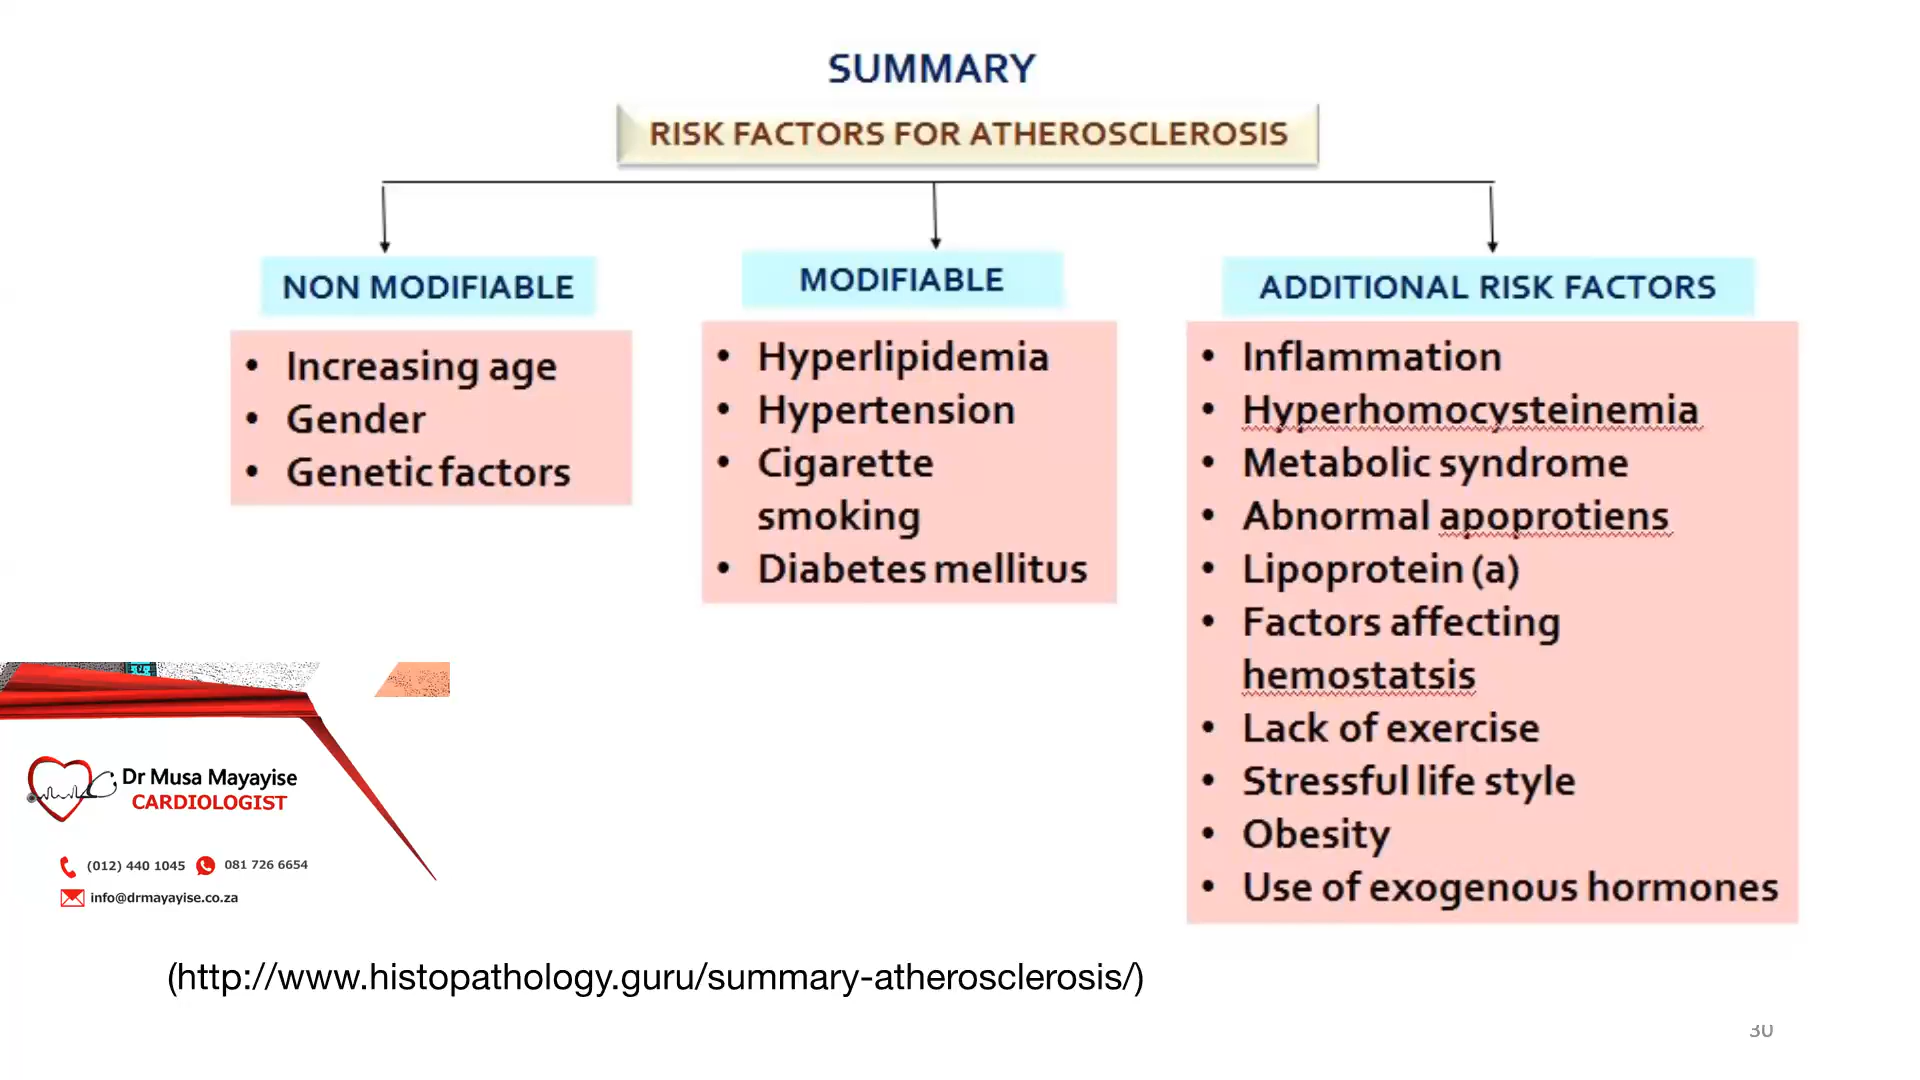 SUMMARY
RISK FACTORS FOR ATHEROSCLEROSIS
NON MODIFIABLE
• Increasing age
• Gender
• Genetic factors
MODIFIABLE
• Hyperlipidemia
• Hypertension
• Cigarette
smoking
• Diabetes mellitus
ADDITIONAL RISK FACTORS
• Inflammation
• Hyperhomocysteinemia
• Metabolic syndrome
• Abnormal apoprotiens
• Lipoprotein (a)
• Factors affecting
hemostatsis
• Lack of exercise
• Stressful life style
• Obesity
• Use of exogenous hormones
Dr Musa Mayayise
CARDIOLOGIST
(012) 440 1045 081 726 6654
info@drmayayise.co.za
(http://www.histopathology.guru/summary-atherosclerosis/)
30